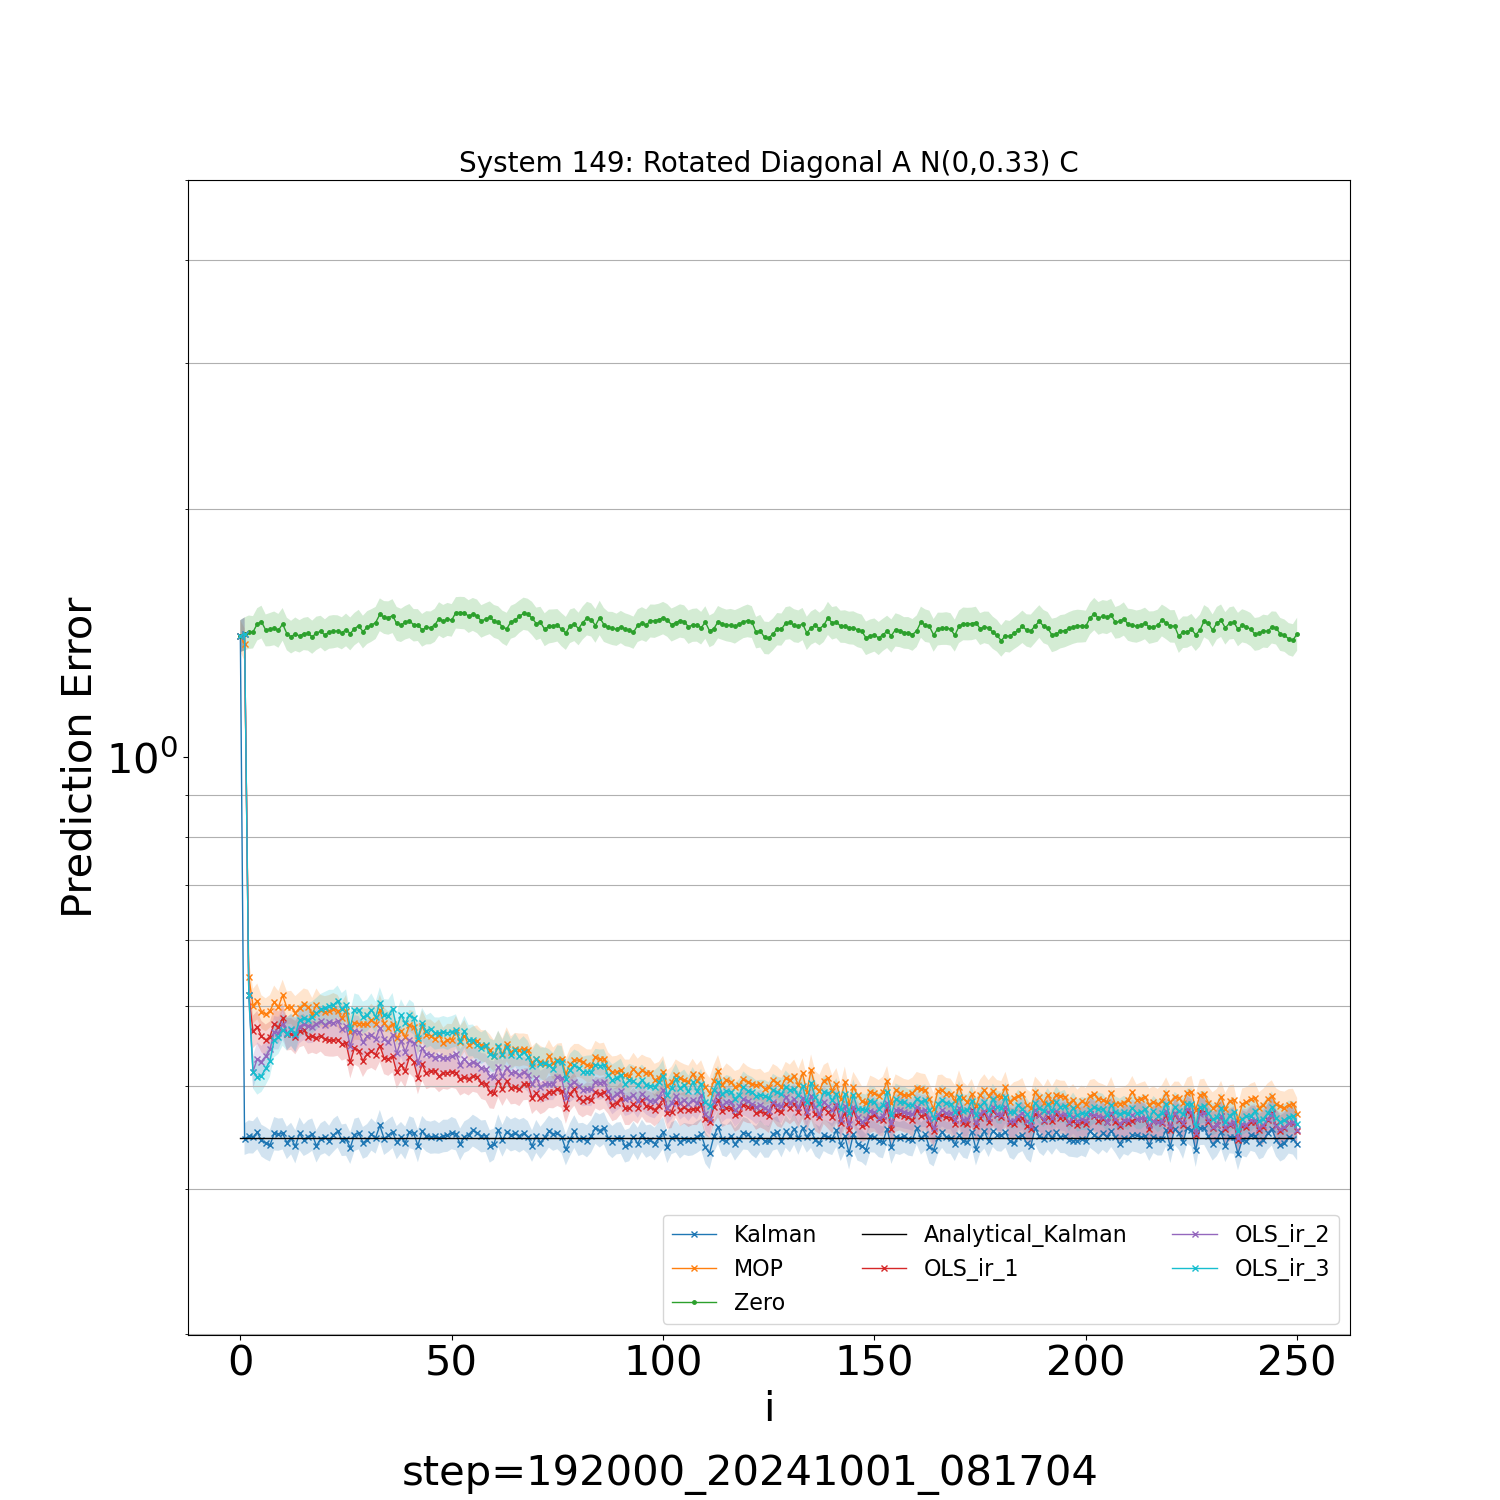 System 149: Rotated Diagonal A N(0,0.33) C
Prediction Error
10⁰
Kalman
MOP
Zero
Analytical_Kalman
OLS_ir_1
OLS_ir_2
OLS_ir_3
0 50 100 150 200 250
i
step=192000_20241001_081704